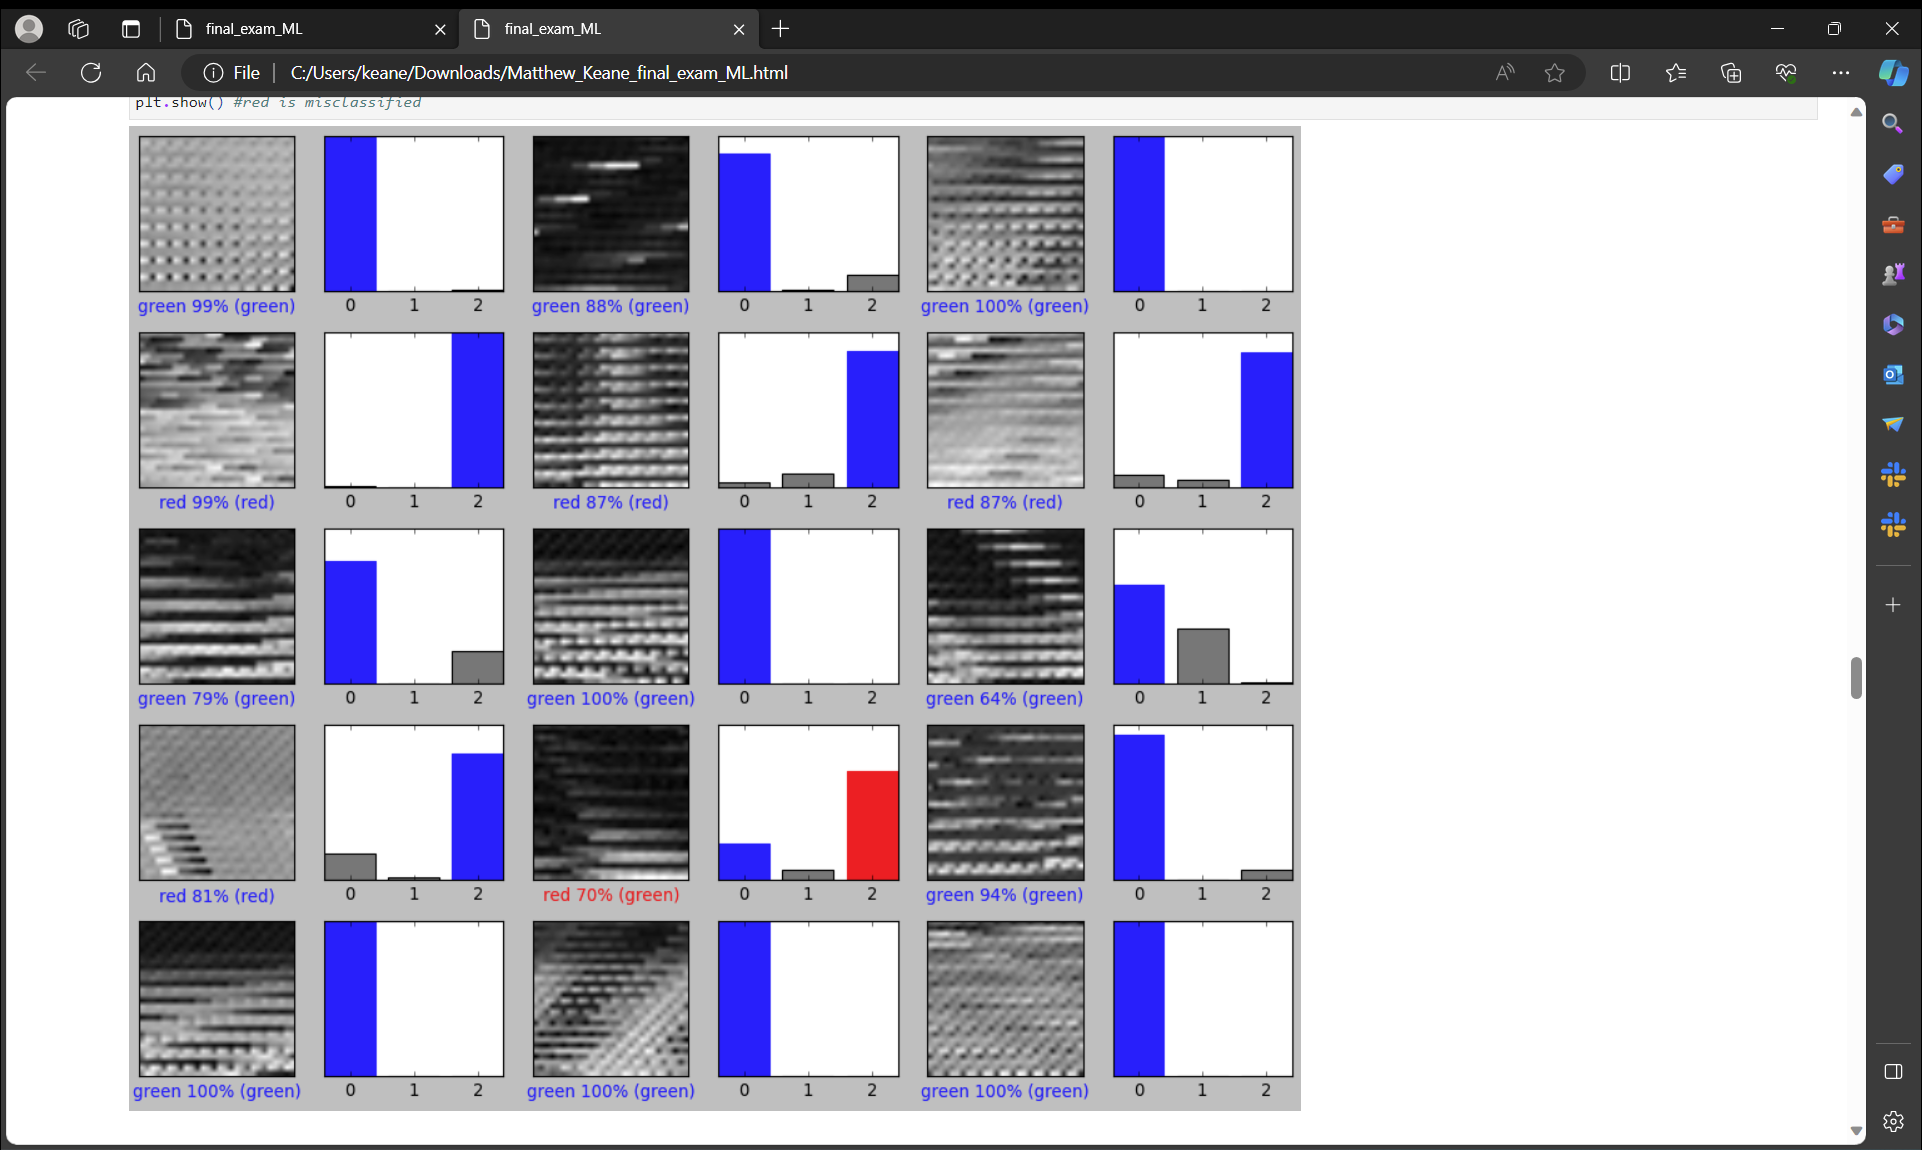 final_exam_ML
final_exam_ML
File
C:/Users/keane/Downloads/Matthew_Keane_final_exam_ML.html
plt.show() #red is misclassified
green 99% (green)
0 1 2
green 88% (green)
0 1 2
green 100% (green)
0 1 2
red 99% (red)
0 1 2
red 87% (red)
0 1 2
red 87% (red)
0 1 2
green 79% (green)
0 1 2
green 100% (green)
0 1 2
green 64% (green)
0 1 2
red 81% (red)
0 1 2
red 70% (green)
0 1 2
green 94% (green)
0 1 2
green 100% (green)
0 1 2
green 100% (green)
0 1 2
green 100% (green)
0 1 2